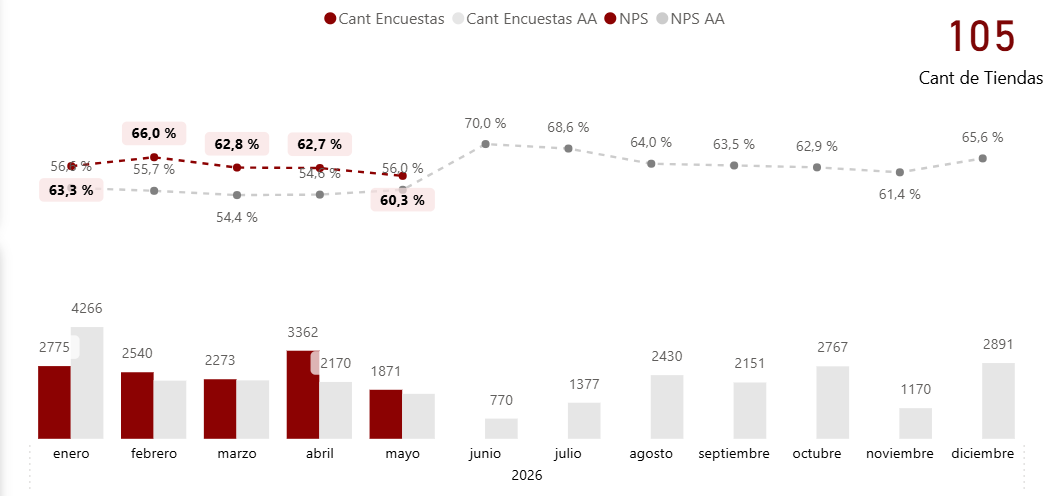 Cant Encuestas Cant Encuestas AA NPS NPS AA
105
Cant de Tiendas
70,0 % 68,6 % 64,0 % 63,5 % 62,9 % 61,4 % 65,6 %
66,0 % 62,8 % 62,7 %
55,7 % 54,6 % 56,0 %
63,3 % 60,3 %
54,4 %
4266
2775 2540 2273 3362 2170 1871 770 1377 2430 2151 2767 1170 2891
enero febrero marzo abril mayo junio julio agosto septiembre octubre noviembre diciembre
2026